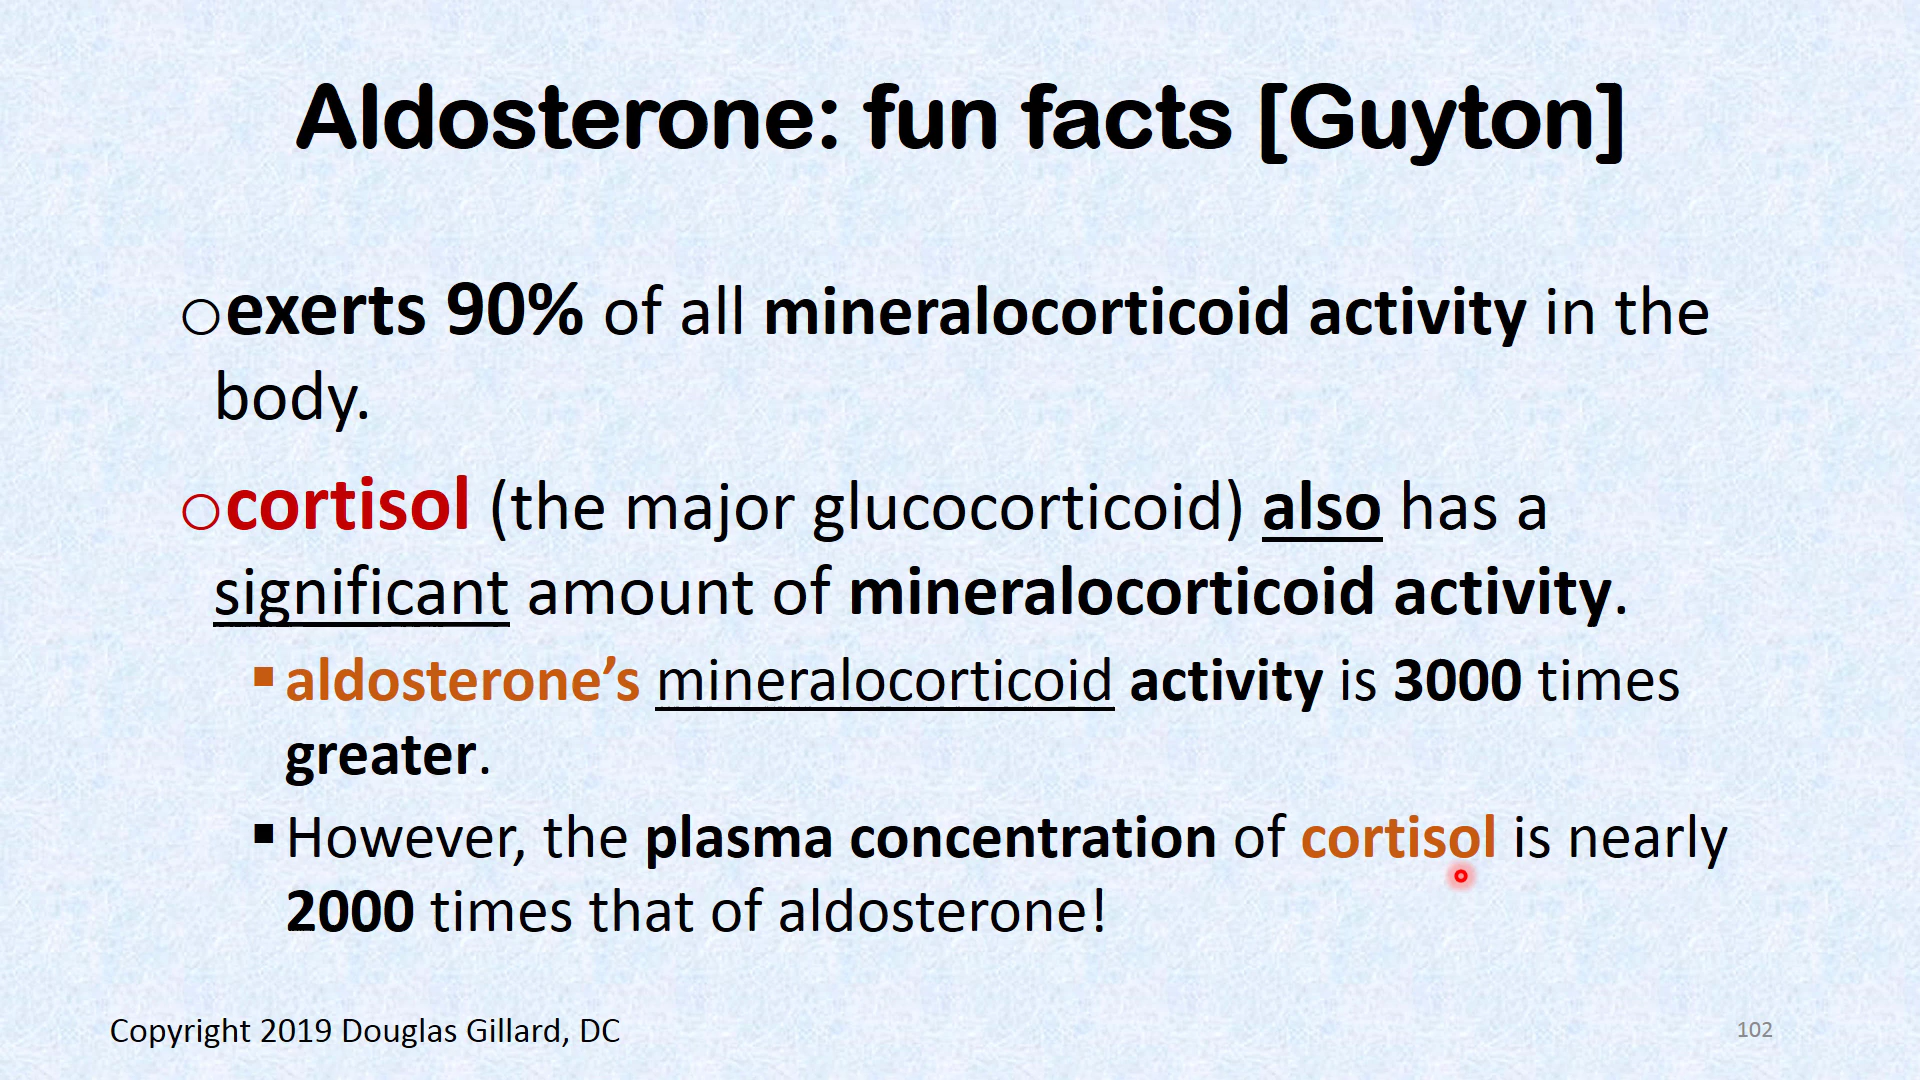 Aldosterone: fun facts [Guyton]
exerts 90% of all mineralocorticoid activity in the
body.
cortisol (the major glucocorticoid) also has a
significant amount of mineralocorticoid activity.
aldosterone’s mineralocorticoid activity is 3000 times
greater.
However, the plasma concentration of cortisol is nearly
2000 times that of aldosterone!
Copyright 2019 Douglas Gillard, DC
102